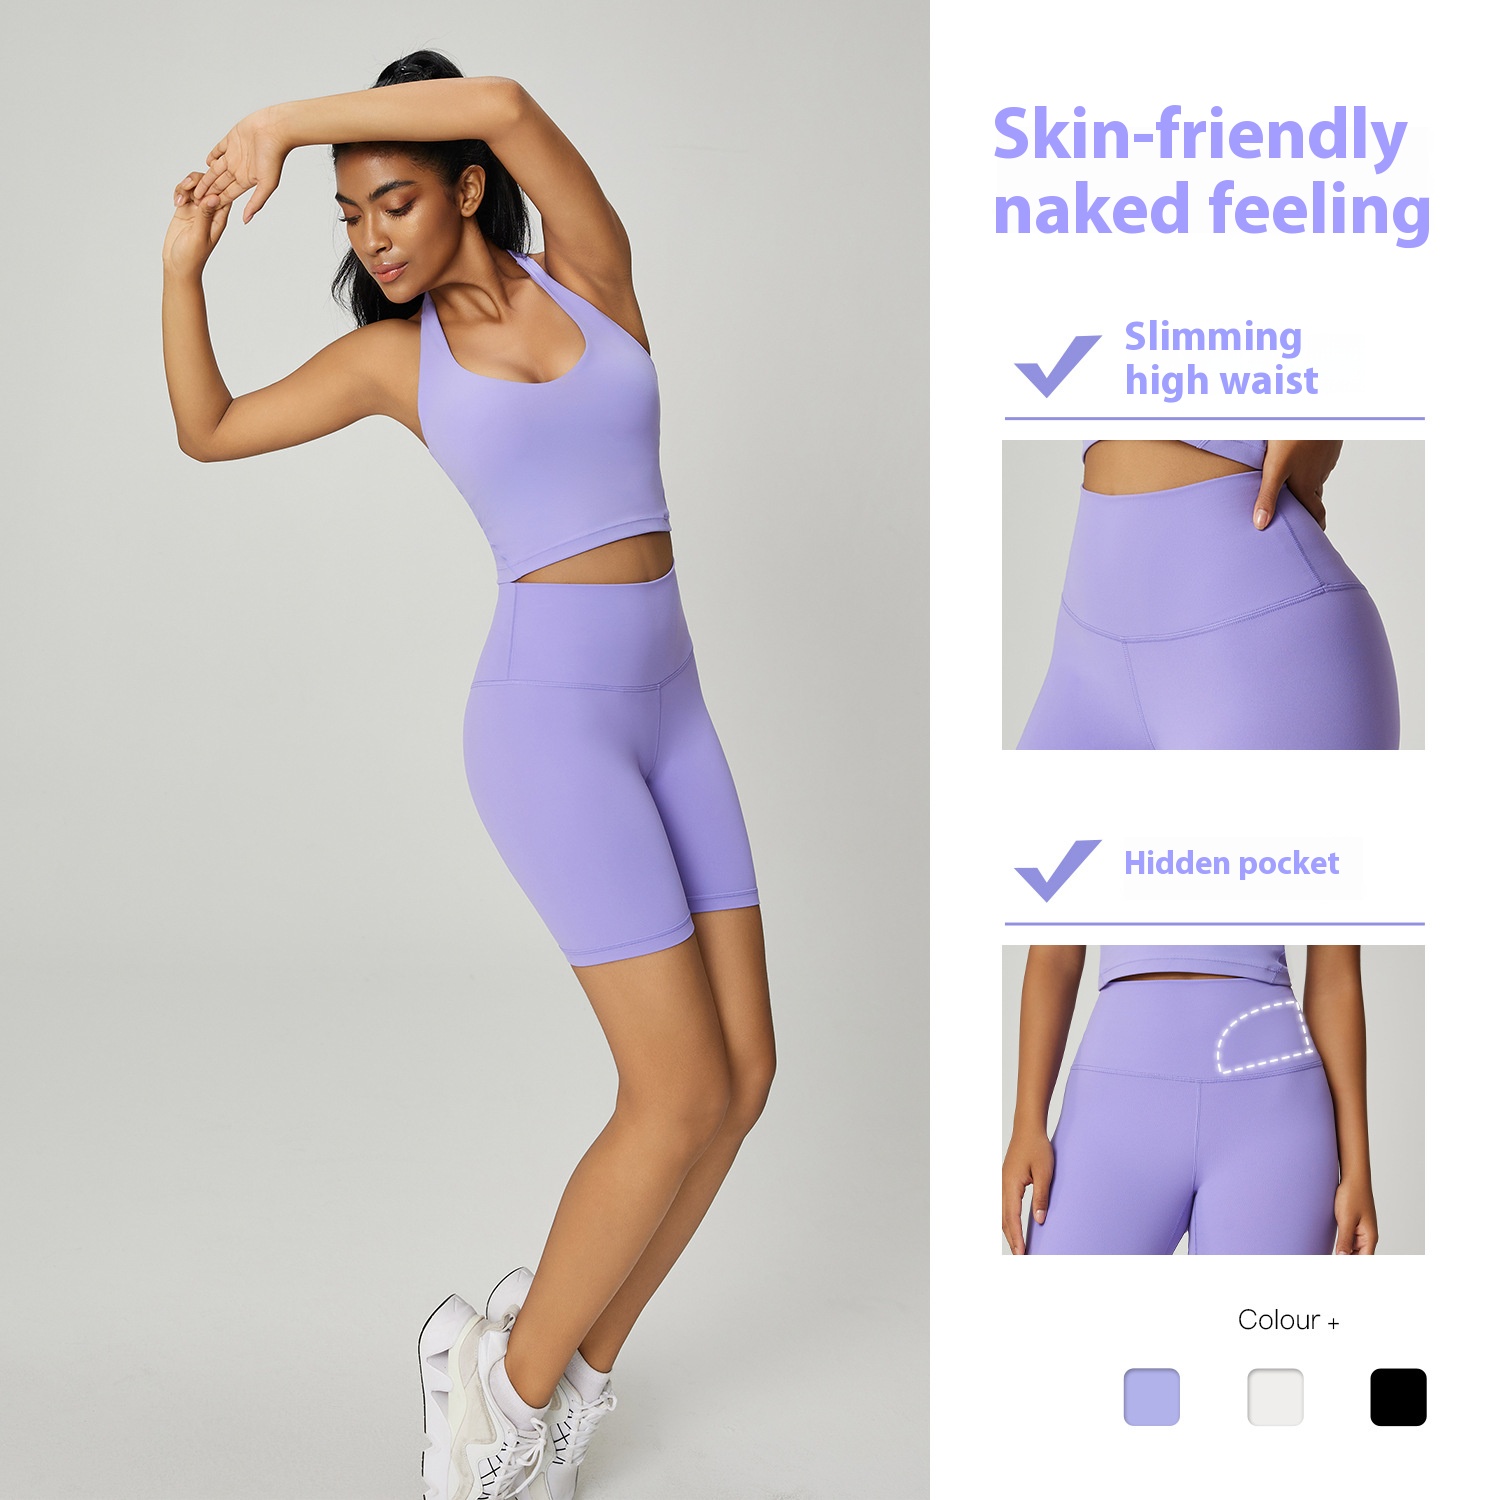 Skin-friendly
naked feeling
Slimming
high waist
Hidden pocket
Colour +